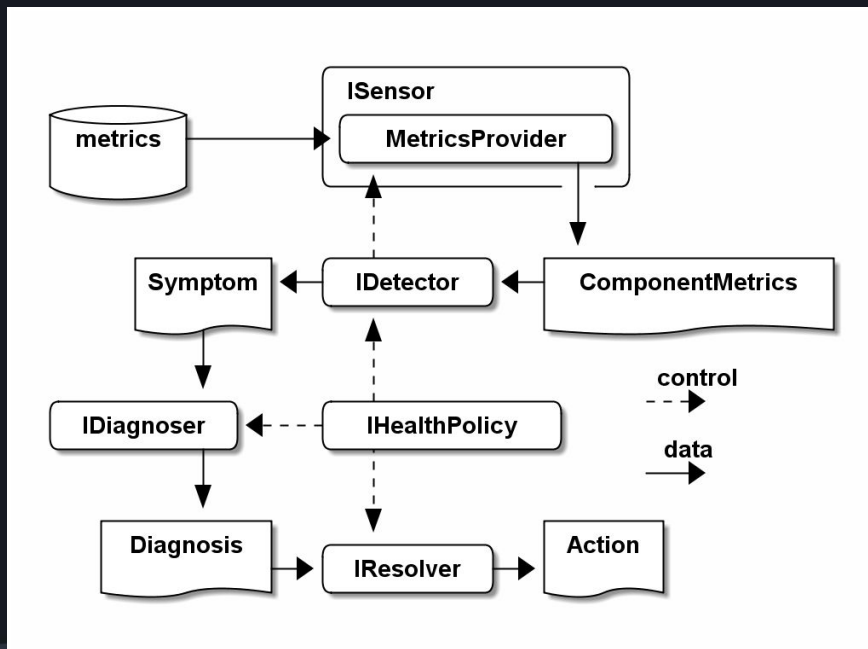 ISensor
metrics
MetricsProvider
Symptom
IDetector
ComponentMetrics
control
IDiagnoser
IHealthPolicy
data
Diagnosis
IResolver
Action